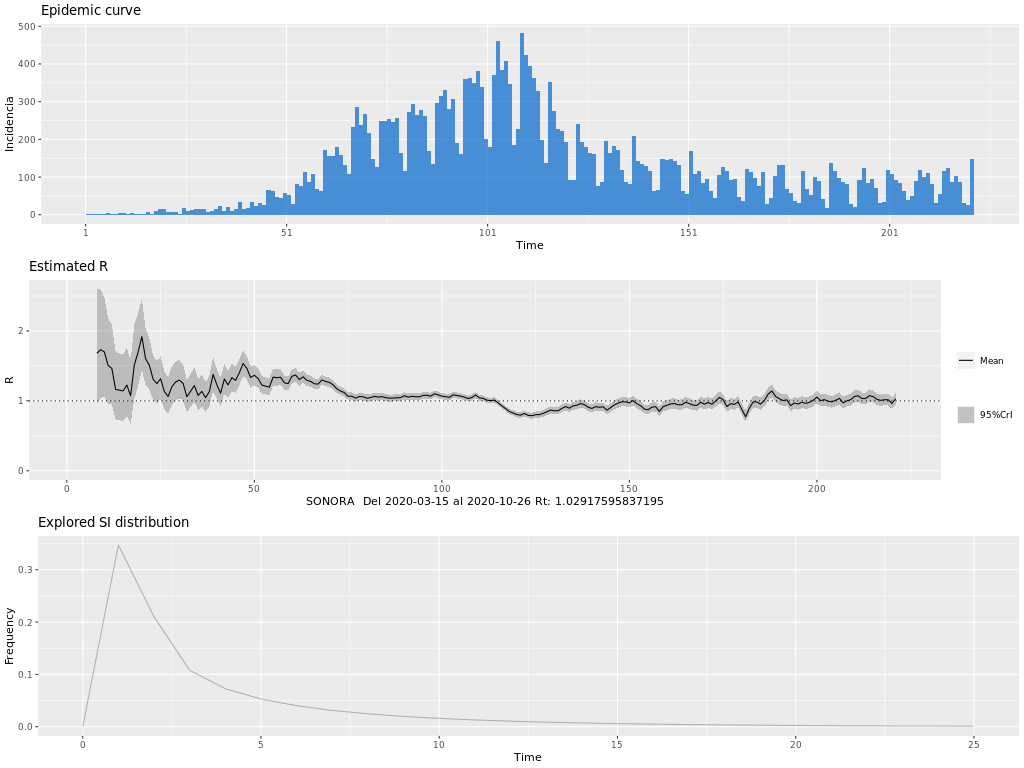 Epidemic curve
500
400
300
200
100
0
Incidencia
1 51 101 151 201
Time
Estimated R
2
1
0
R
Mean
95%CrI
0 50 100 150 200
SONORA  Del 2020-03-15 al 2020-10-26 Rt: 1.02917595837195
Explored SI distribution
0.3
0.2
0.1
0.0
Frequency
0 5 10 15 20 25
Time